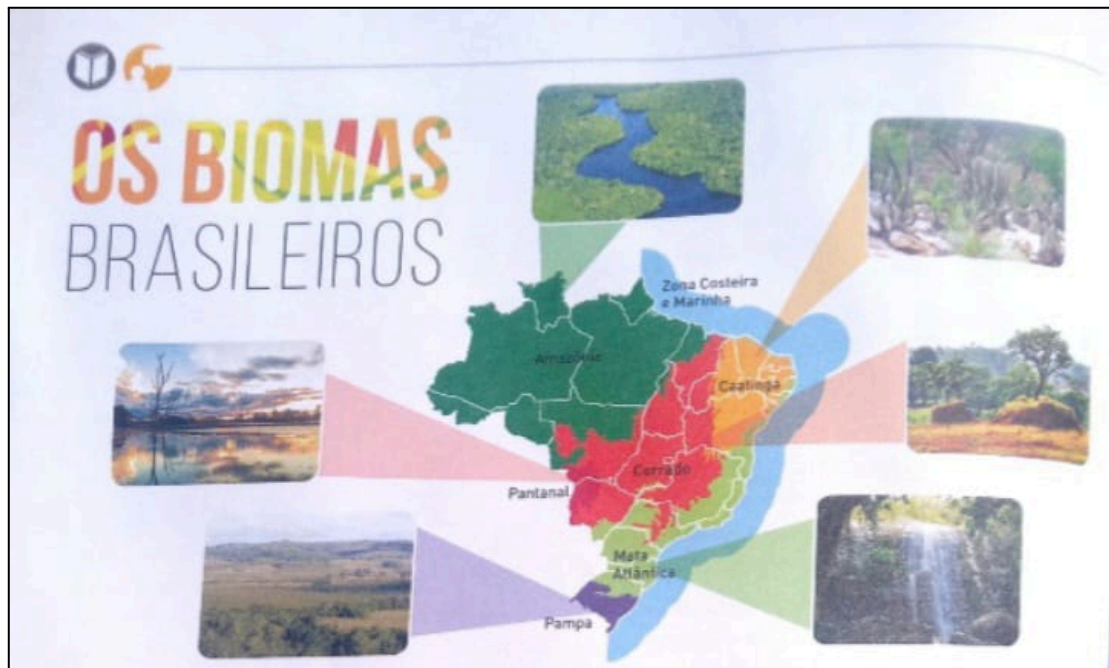 OS BIOMAS
BRASILEIROS
Zona Costeira
e Marinha
Amazônia
Caatinga
Cerrado
Pantanal
Mata
Atlântica
Pampa